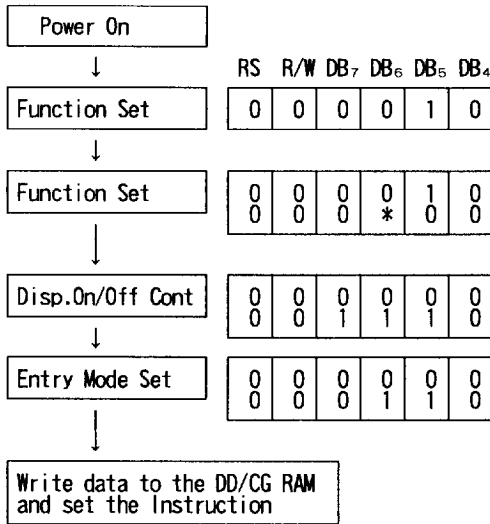 Power On
↓
RS R/W DB₇ DB₆ DB₅ DB₄
Function Set 0 0 0 0 1 0
↓
Function Set 0 0 0 0 1 0
0 0 0 * 0 0
↓
Disp.On/Off Cont 0 0 0 0 0 0
0 0 1 1 1 0
↓
Entry Mode Set 0 0 0 0 0 0
0 0 0 1 1 0
↓
Write data to the DD/CG RAM
and set the Instruction